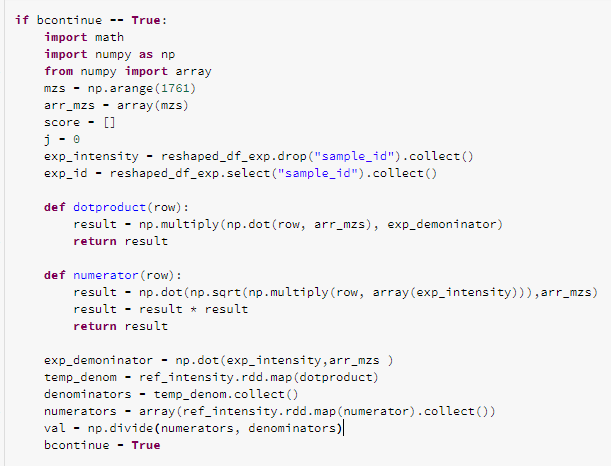 if bcontinue == True:
    import math
    import numpy as np
    from numpy import array
    mzs = np.arange(1761)
    arr_mzs = array(mzs)
    score = []
    j = 0
    exp_intensity = reshaped_df_exp.drop("sample_id").collect()
    exp_id = reshaped_df_exp.select("sample_id").collect()
    def dotproduct(row):
        result = np.multiply(np.dot(row, arr_mzs), exp_demoninator)
        return result
    def numerator(row):
        result = np.dot(np.sqrt(np.multiply(row, array(exp_intensity))),arr_mzs)
        result = result * result
        return result
    exp_demoninator = np.dot(exp_intensity,arr_mzs )
    temp_denom = ref_intensity.rdd.map(dotproduct)
    denominators = temp_denom.collect()
    numerators = array(ref_intensity.rdd.map(numerator).collect())
    val = np.divide(numerators, denominators)
    bcontinue = True